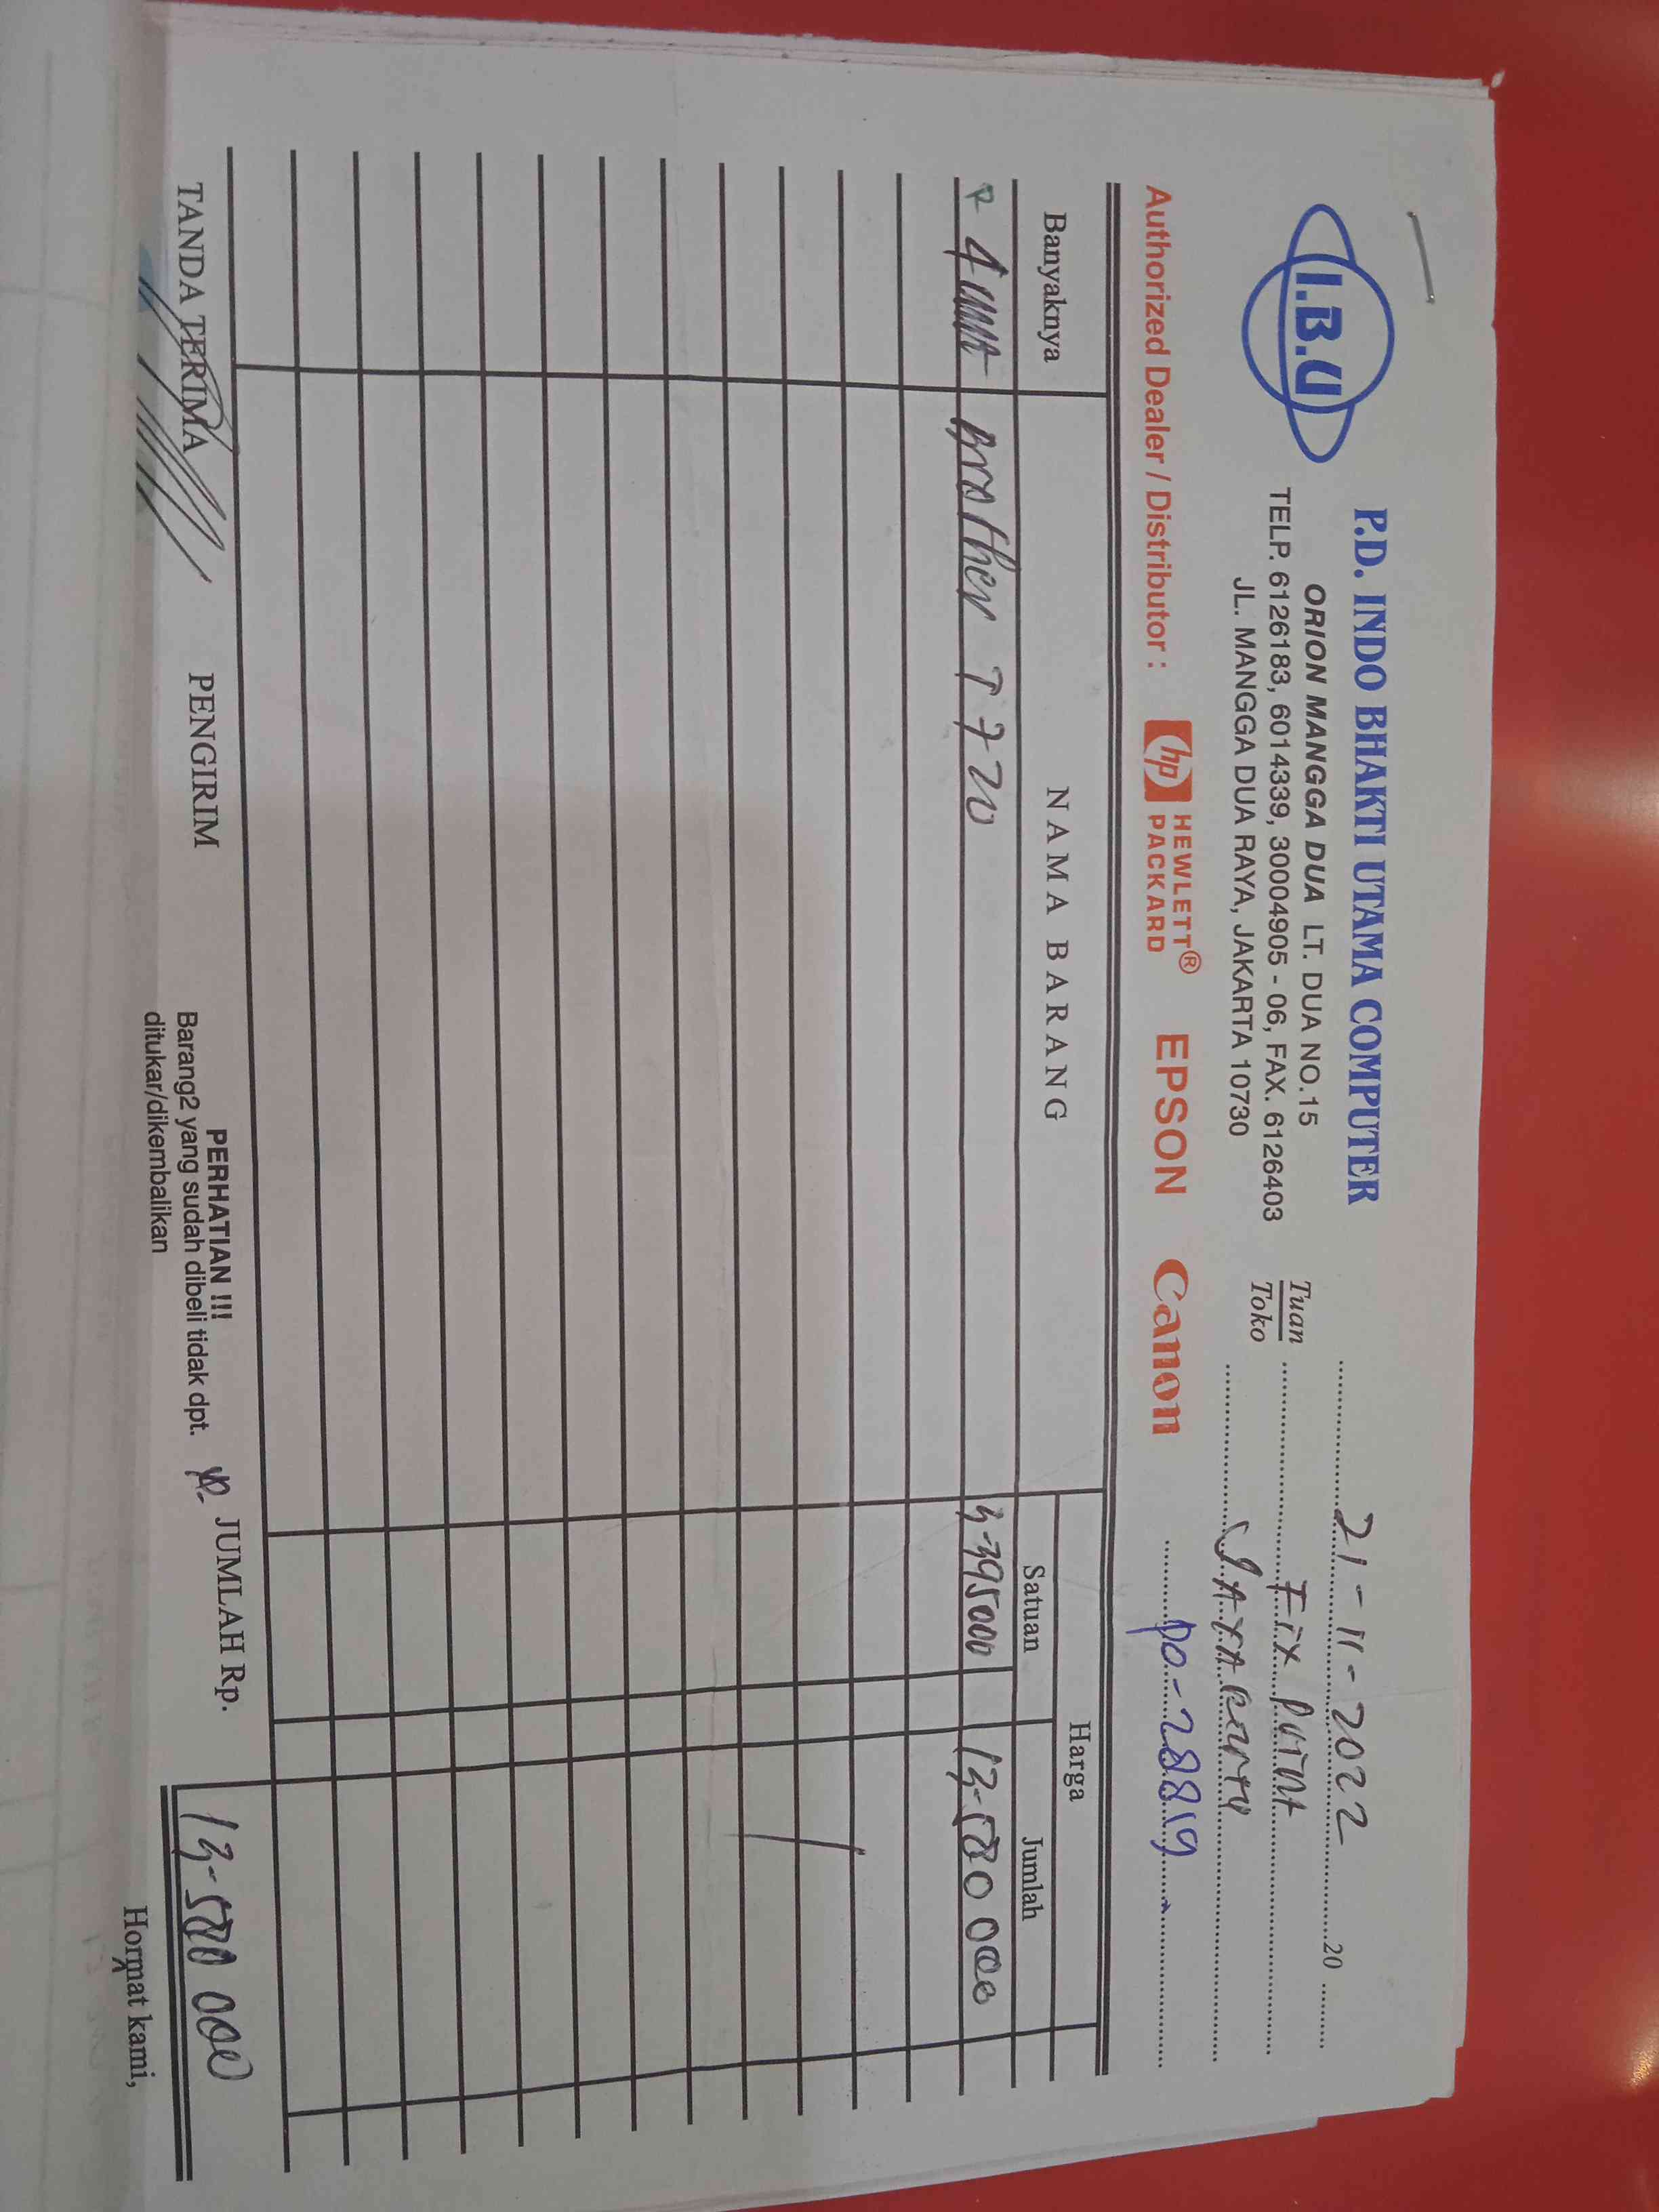 I.B.U
P.D. INDO BHAKTI UTAMA COMPUTER
ORION MANGGA DUA LT. DUA NO.15
TELP. 6126183, 6014339, 30004905 - 06, FAX. 6126403
JL. MANGGA DUA RAYA, JAKARTA 10730
21-11-2022 20
Tuan Fix Print
Toko
Authorized Dealer / Distributor : hp HEWLETT® PACKARD EPSON Canon
PO-28819
Banyaknya NAMA BARANG Harga
Satuan Jumlah
4 unit Brother T720 3-395000 13-580 000
TANDA TERIMA PENGIRIM
PERHATIAN !!!
Barang2 yang sudah dibeli tidak dpt.
ditukar/dikembalikan
JUMLAH Rp. 13-580 000
Hormat kami,